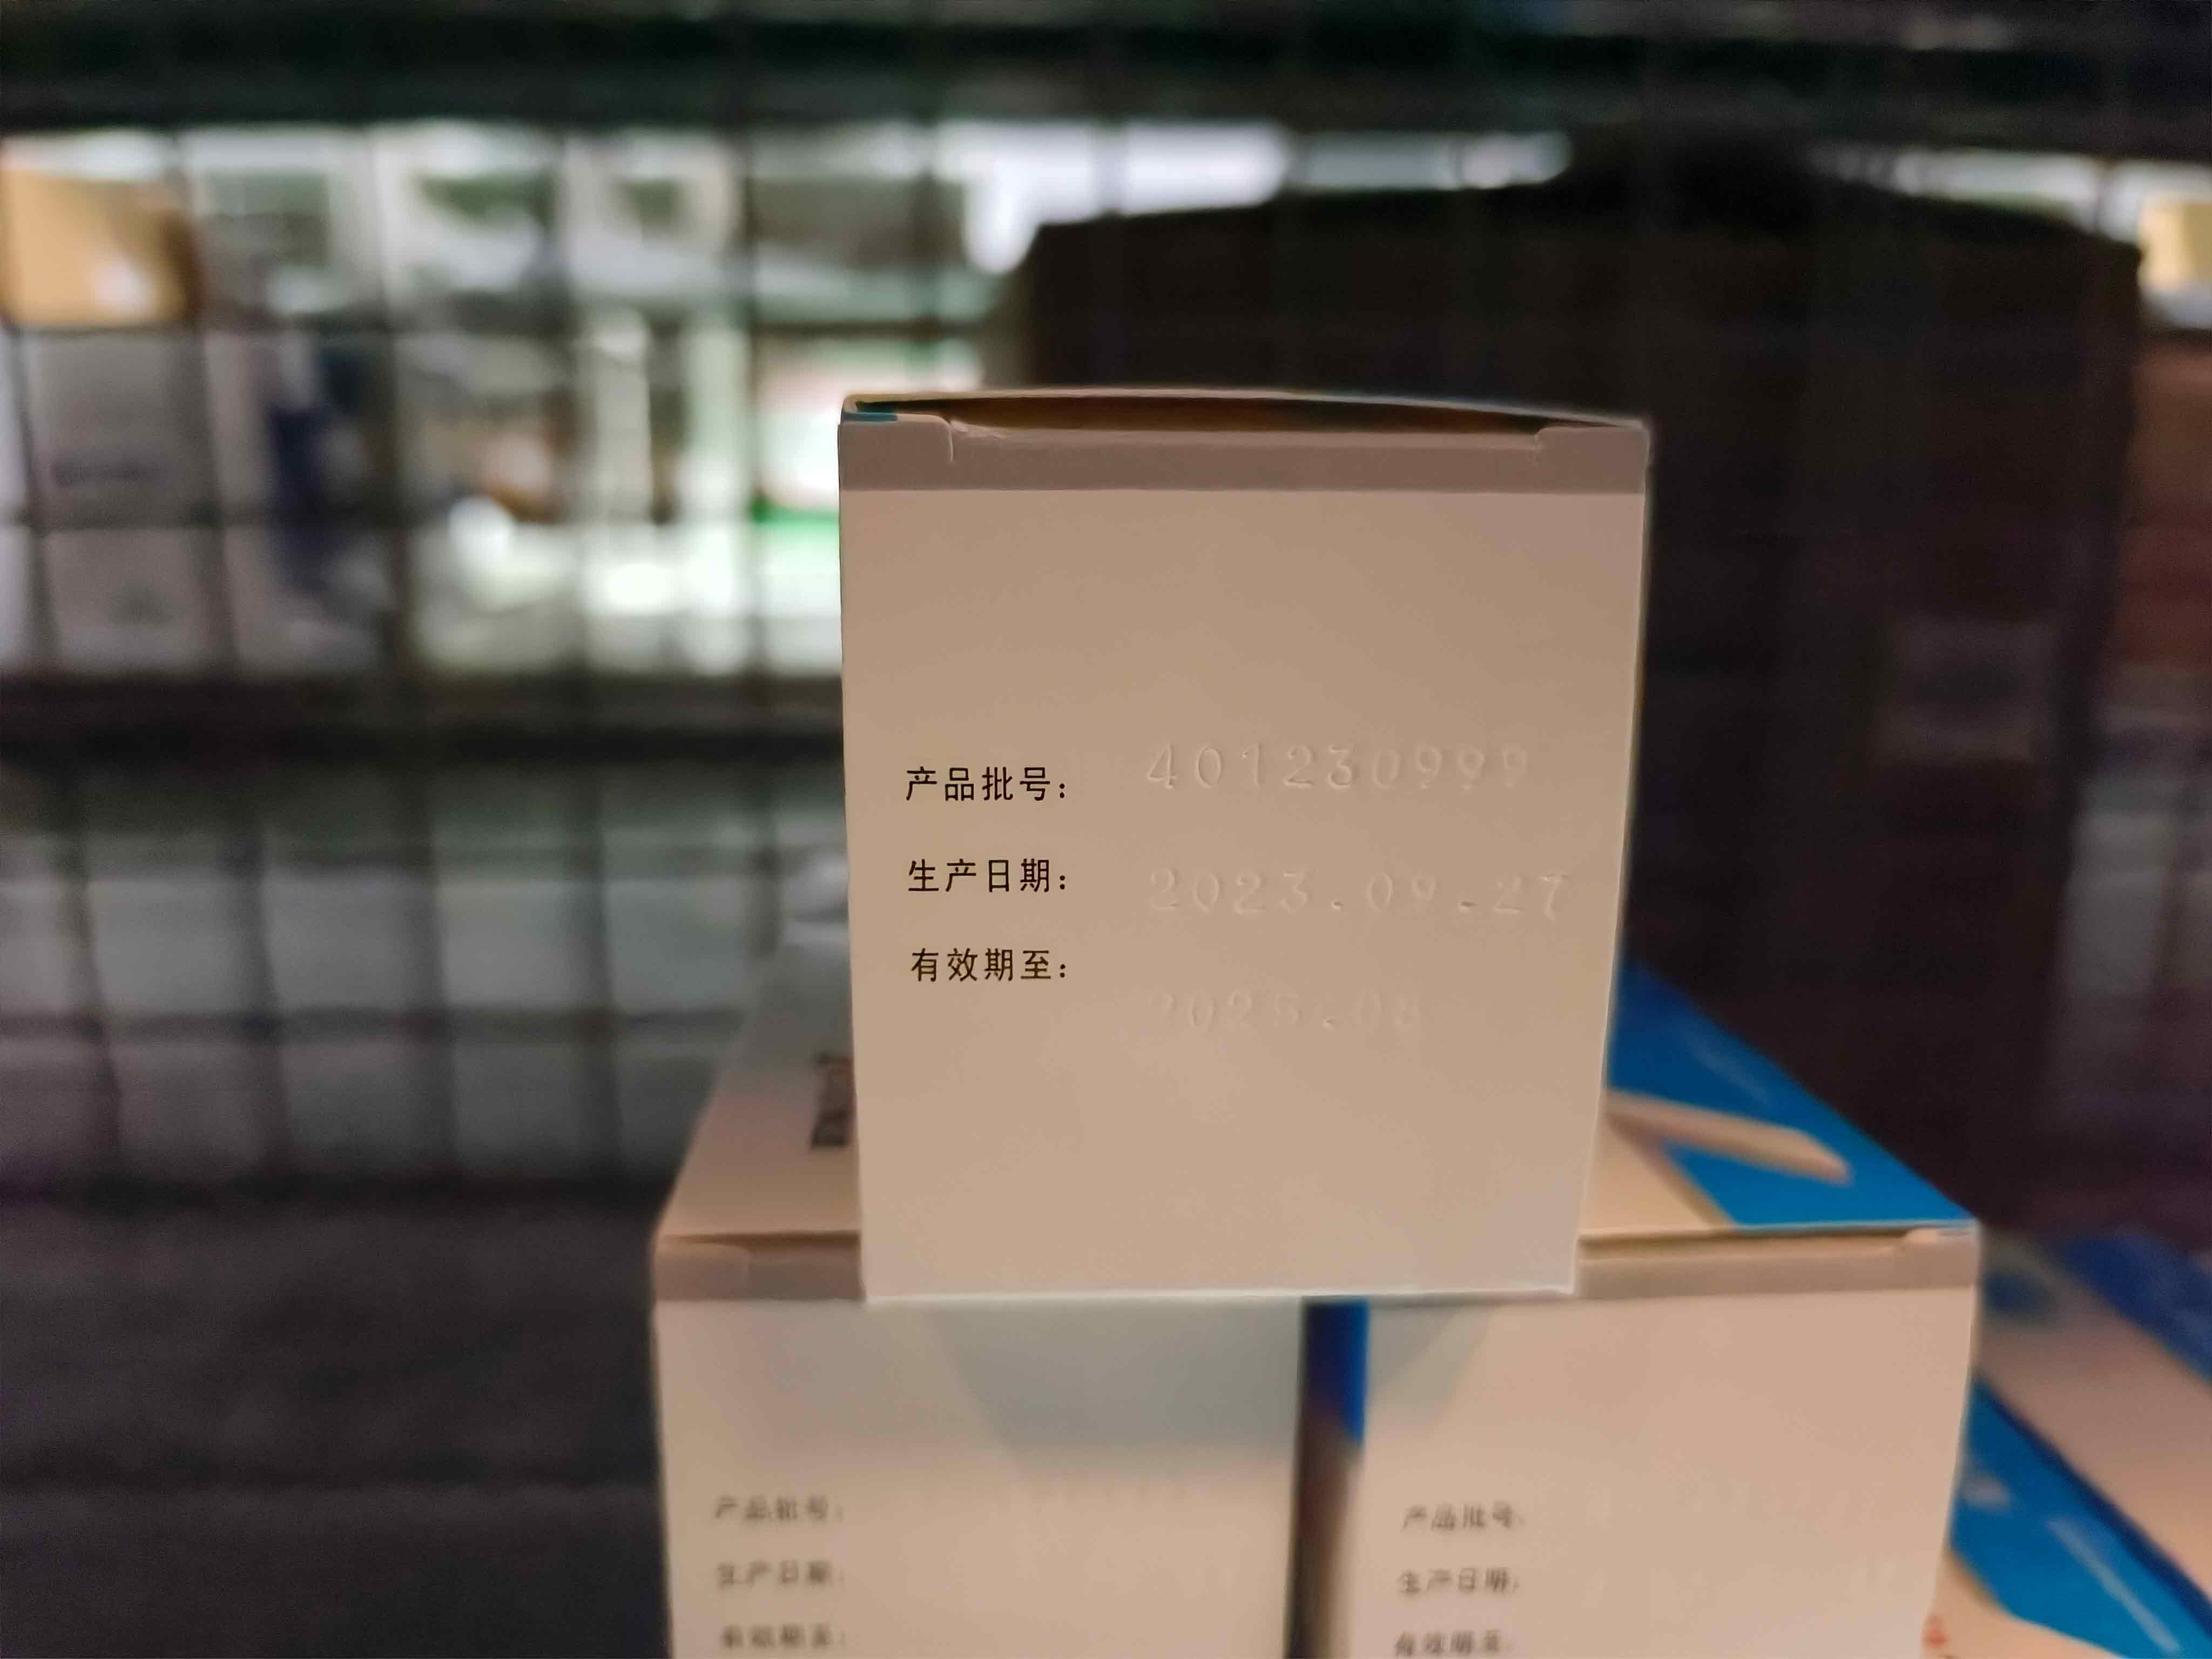 产品批号: 401230999
生产日期: 2023.09.27
有效期至: 2025.08
产品批号:
生产日期:
有效期至:
产品批号:
生产日期:
有效期至: